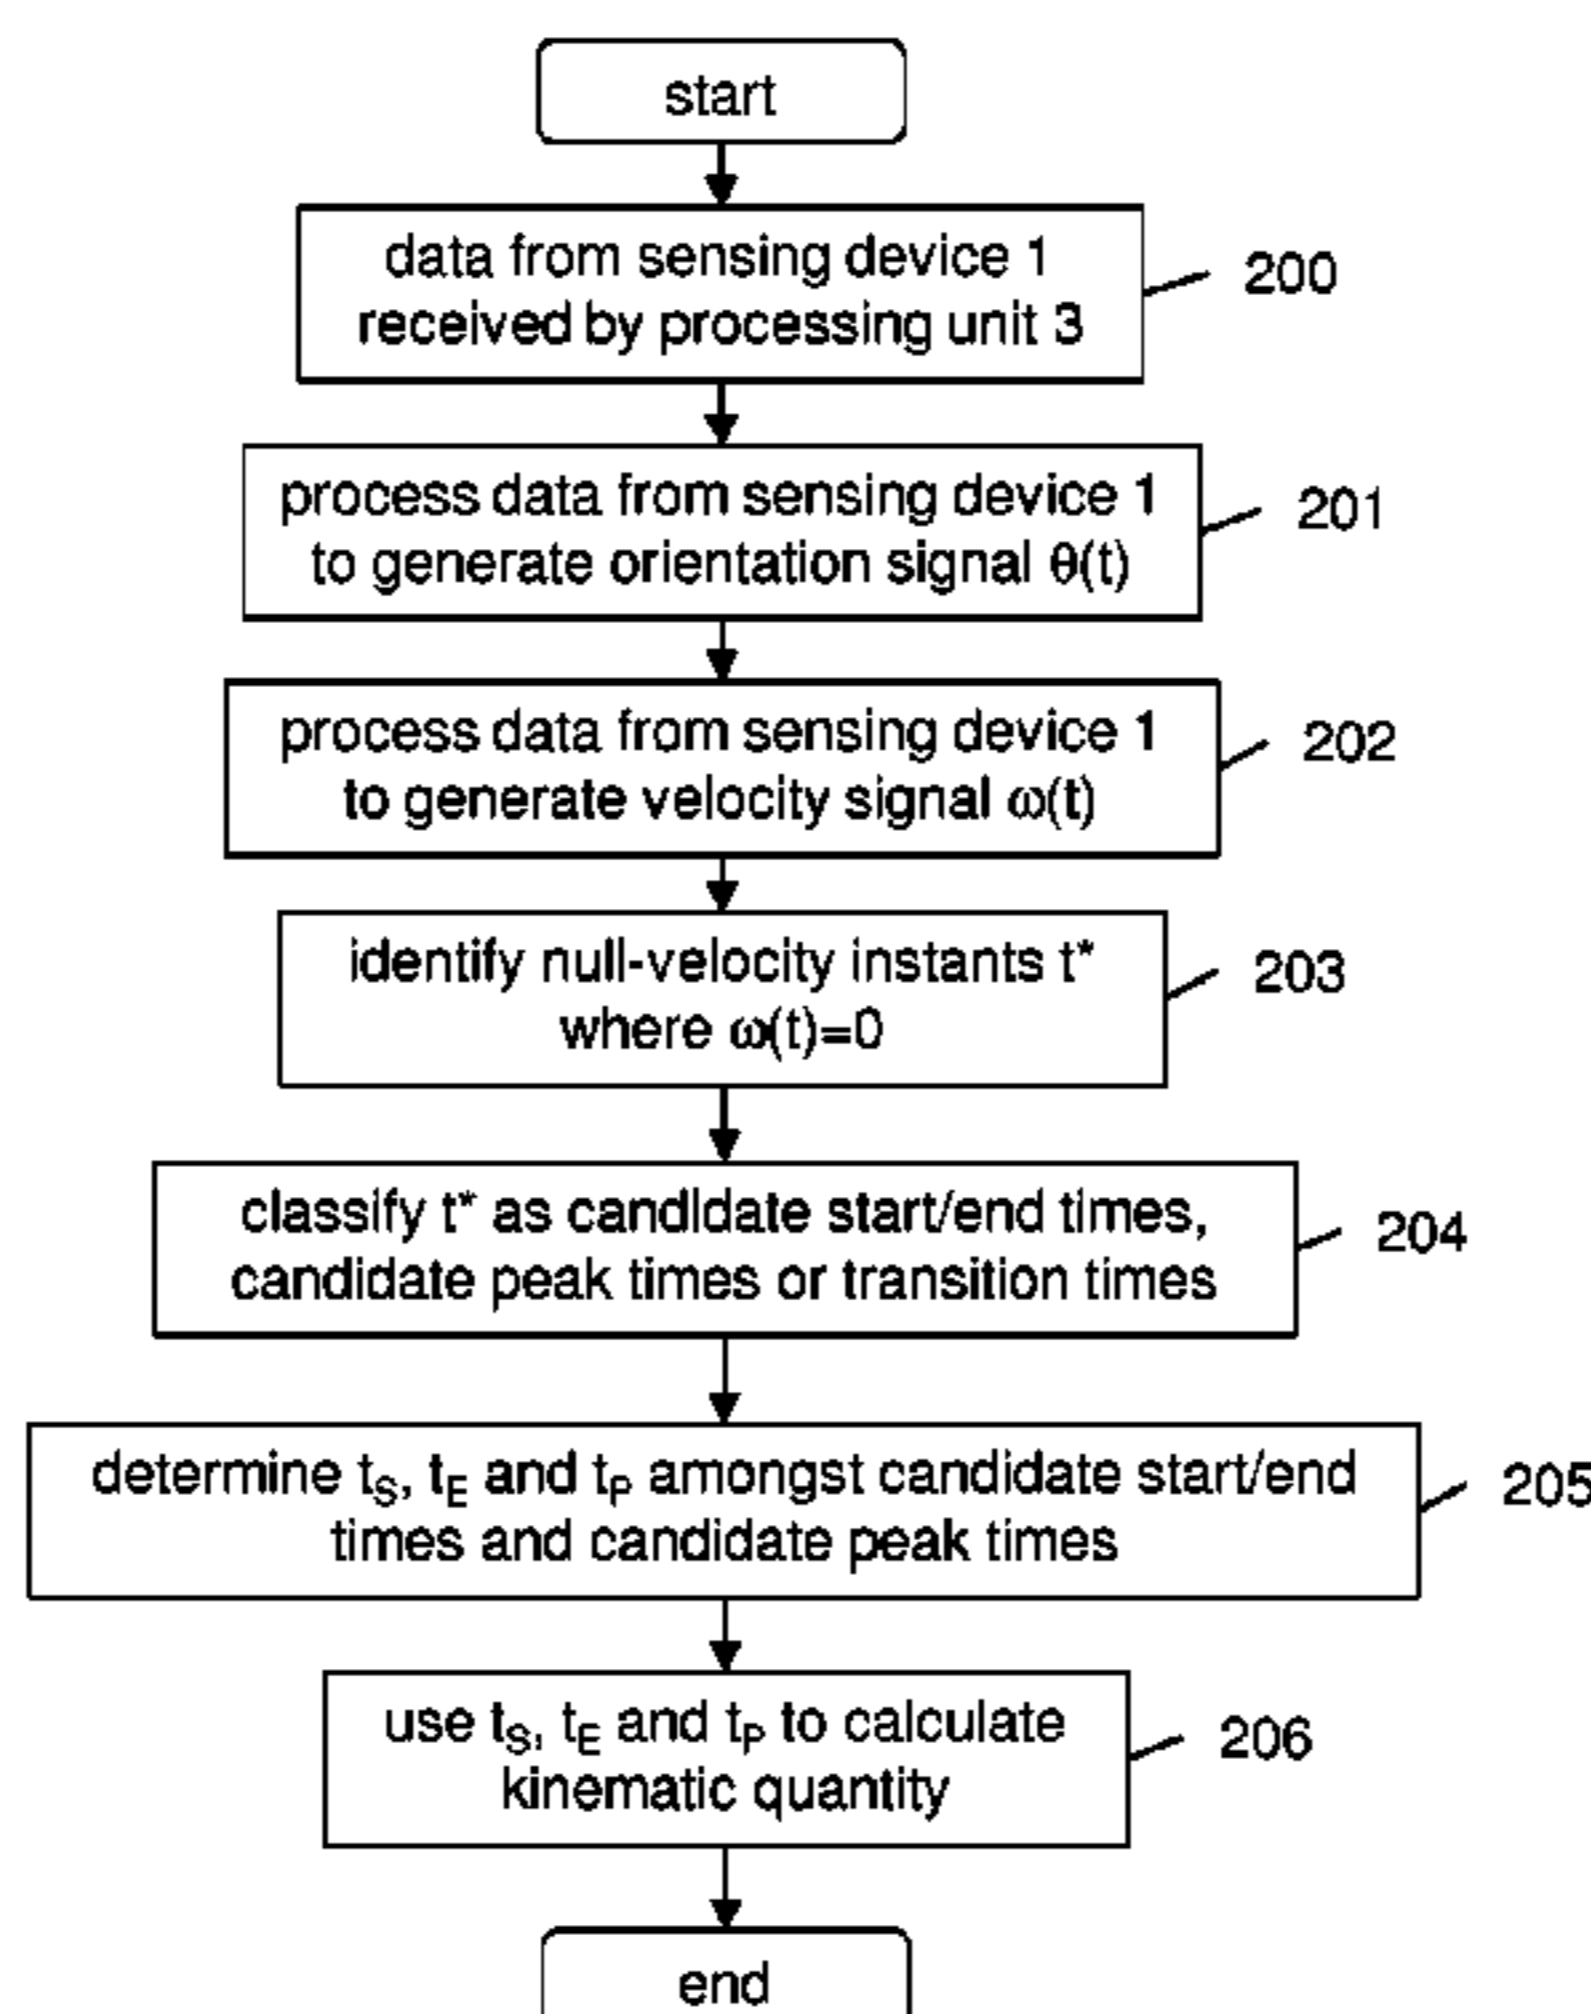 start
data from sensing device 1
received by processing unit 3
200
process data from sensing device 1
to generate orientation signal θ(t)
201
process data from sensing device 1
to generate velocity signal ω(t)
202
identify null-velocity instants t*
where ω(t)=0
203
classify t* as candidate start/end times,
candidate peak times or transition times
204
determine tS, tE and tP amongst candidate start/end
times and candidate peak times
205
use tS, tE and tP to calculate
kinematic quantity
206
end